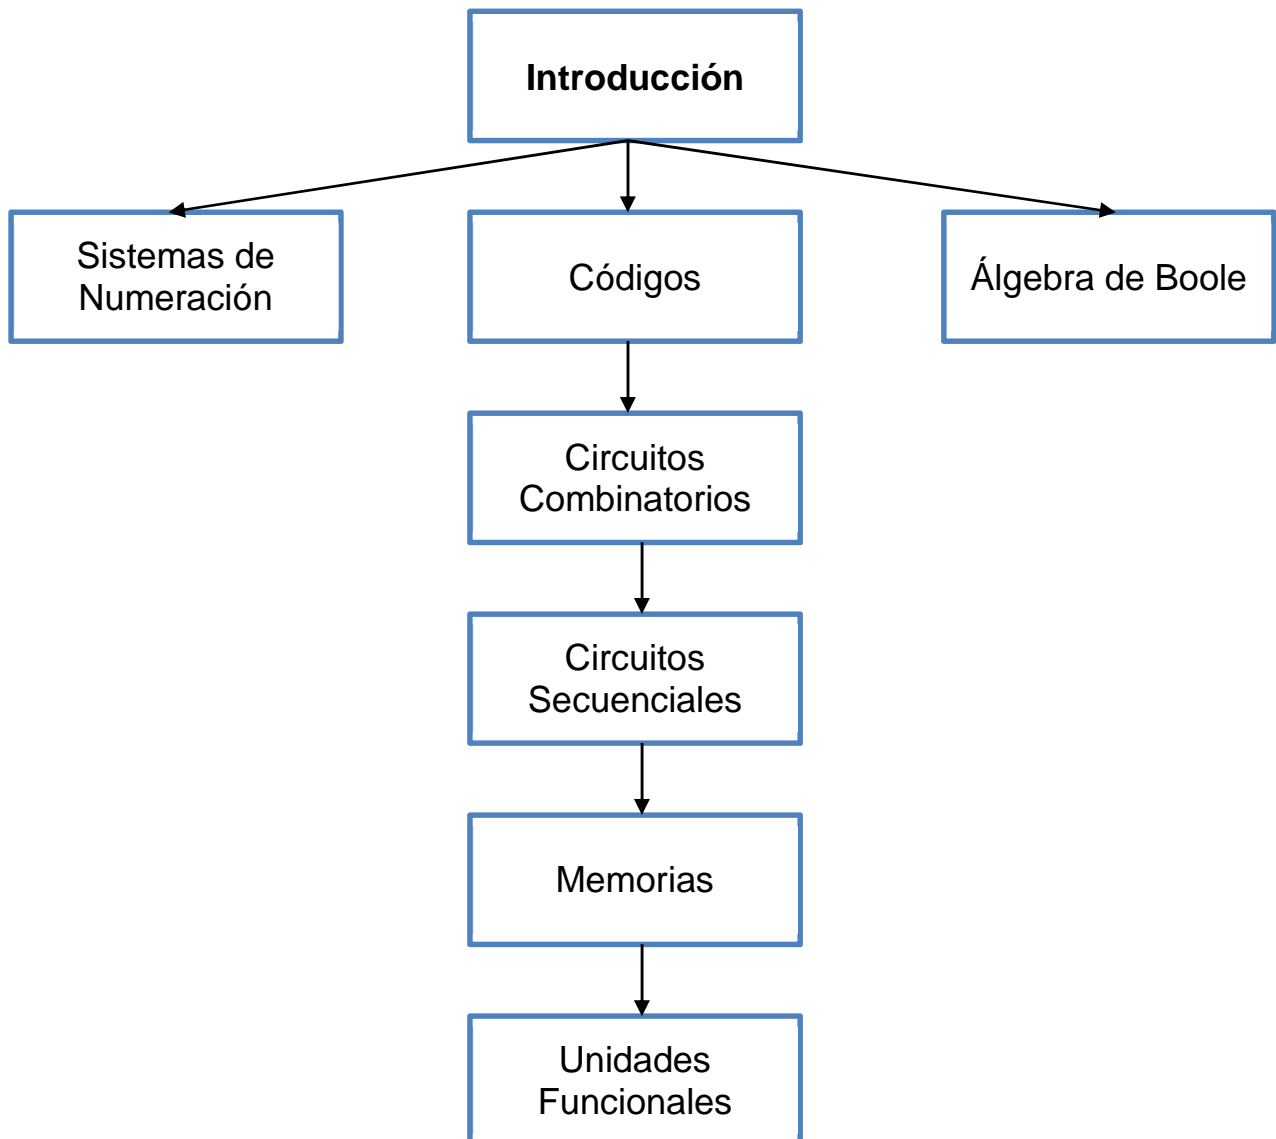 Introducción
Sistemas de
Numeración
Códigos
Álgebra de Boole
Circuitos
Combinatorios
Circuitos
Secuenciales
Memorias
Unidades
Funcionales